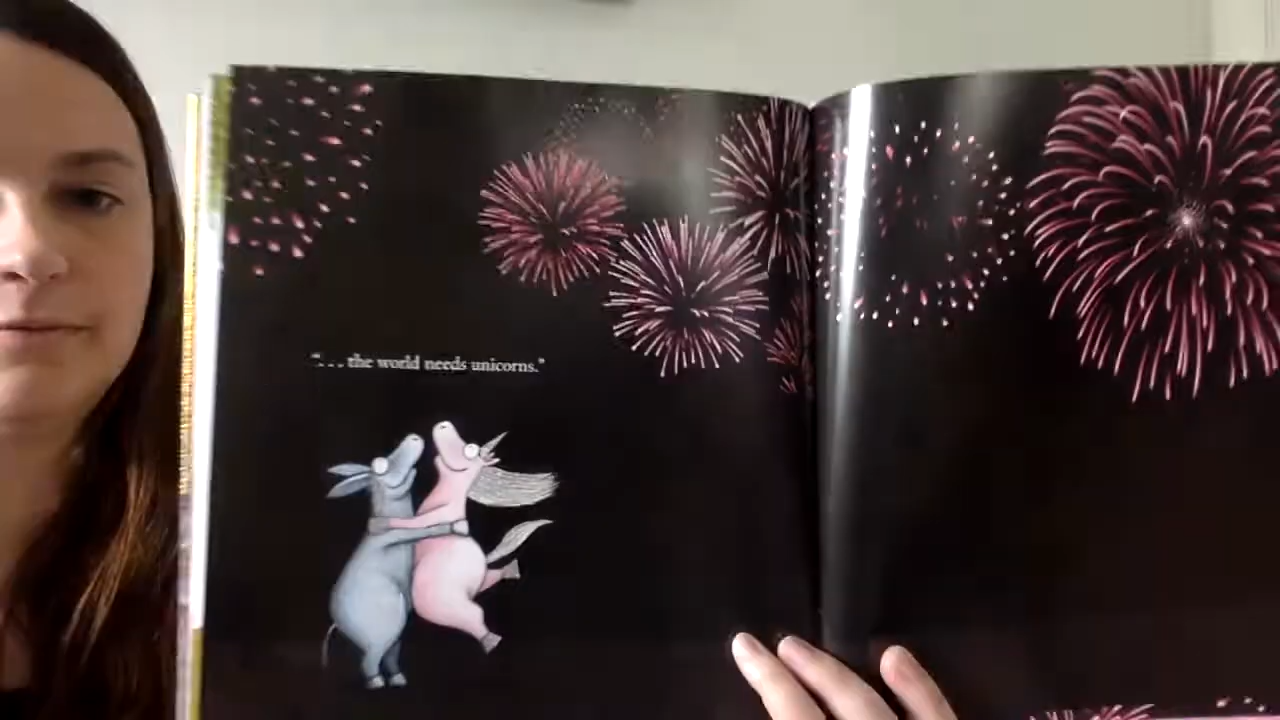 ". . . the world needs unicorns."